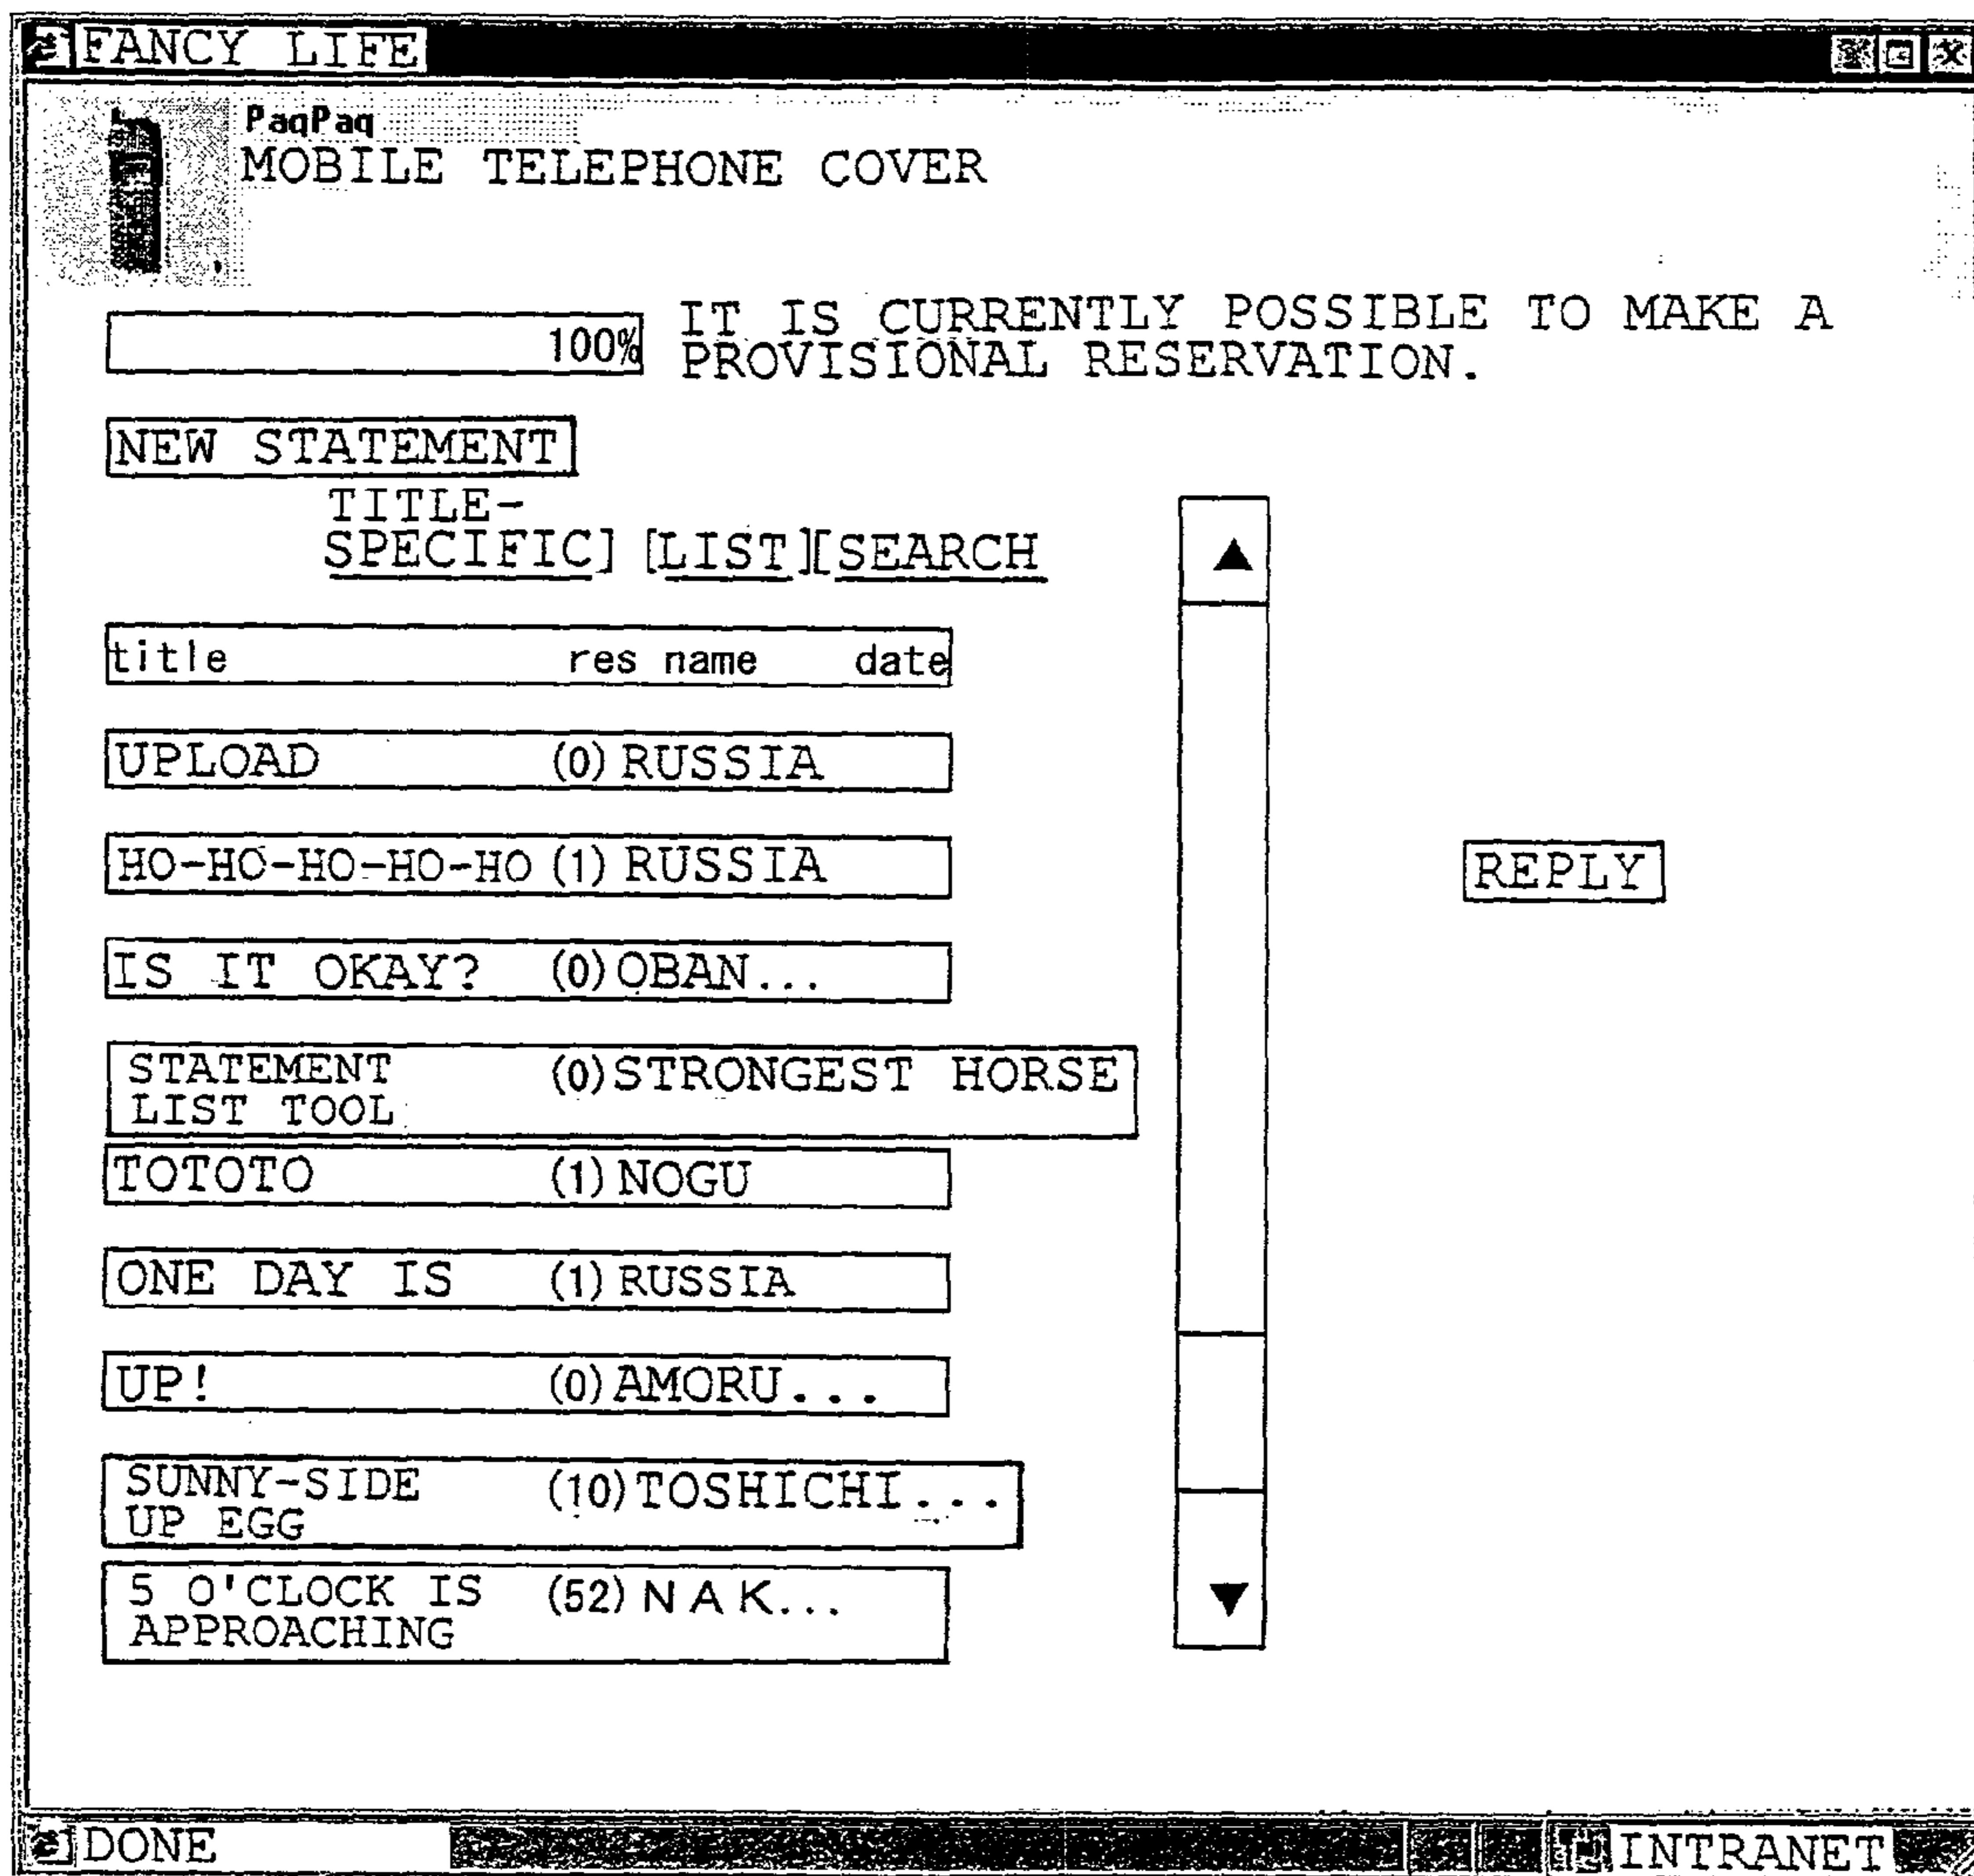 FANCY LIFE
PaqPaq
MOBILE TELEPHONE COVER
100%
IT IS CURRENTLY POSSIBLE TO MAKE A
PROVISIONAL RESERVATION.
NEW STATEMENT
TITLE-
SPECIFIC] [LIST][SEARCH
title res name date
UPLOAD (0) RUSSIA
HO-HO-HO-HO-HO (1) RUSSIA
REPLY
IS IT OKAY? (0) OBAN...
STATEMENT (0) STRONGEST HORSE
LIST TOOL
TOTOTO (1) NOGU
ONE DAY IS (1) RUSSIA
UP! (0) AMORU...
SUNNY-SIDE (10) TOSHICHI...
UP EGG
5 O'CLOCK IS (52) NAK...
APPROACHING
DONE
INTRANET